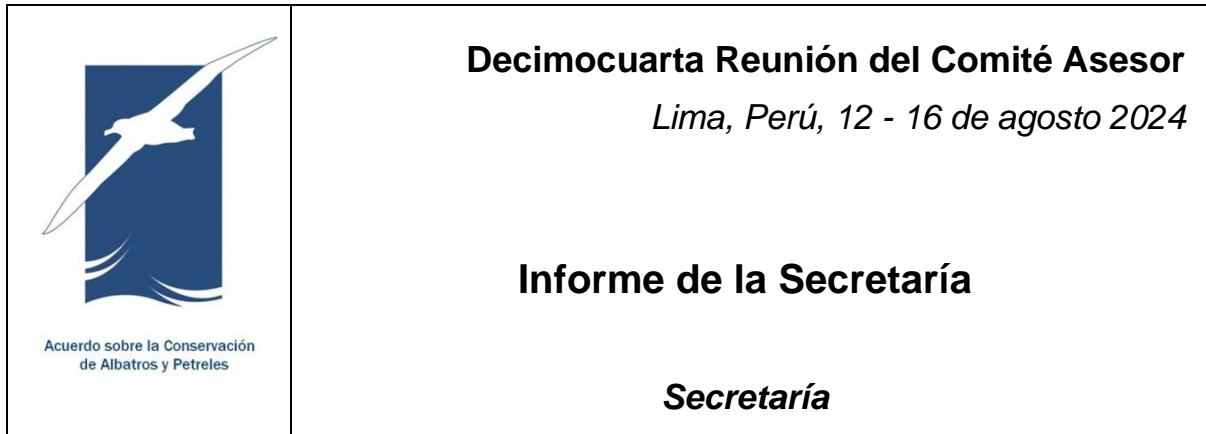 Acuerdo sobre la Conservación
de Albatros y Petreles
Decimocuarta Reunión del Comité Asesor
Lima, Perú, 12 - 16 de agosto 2024
Informe de la Secretaría
Secretaría